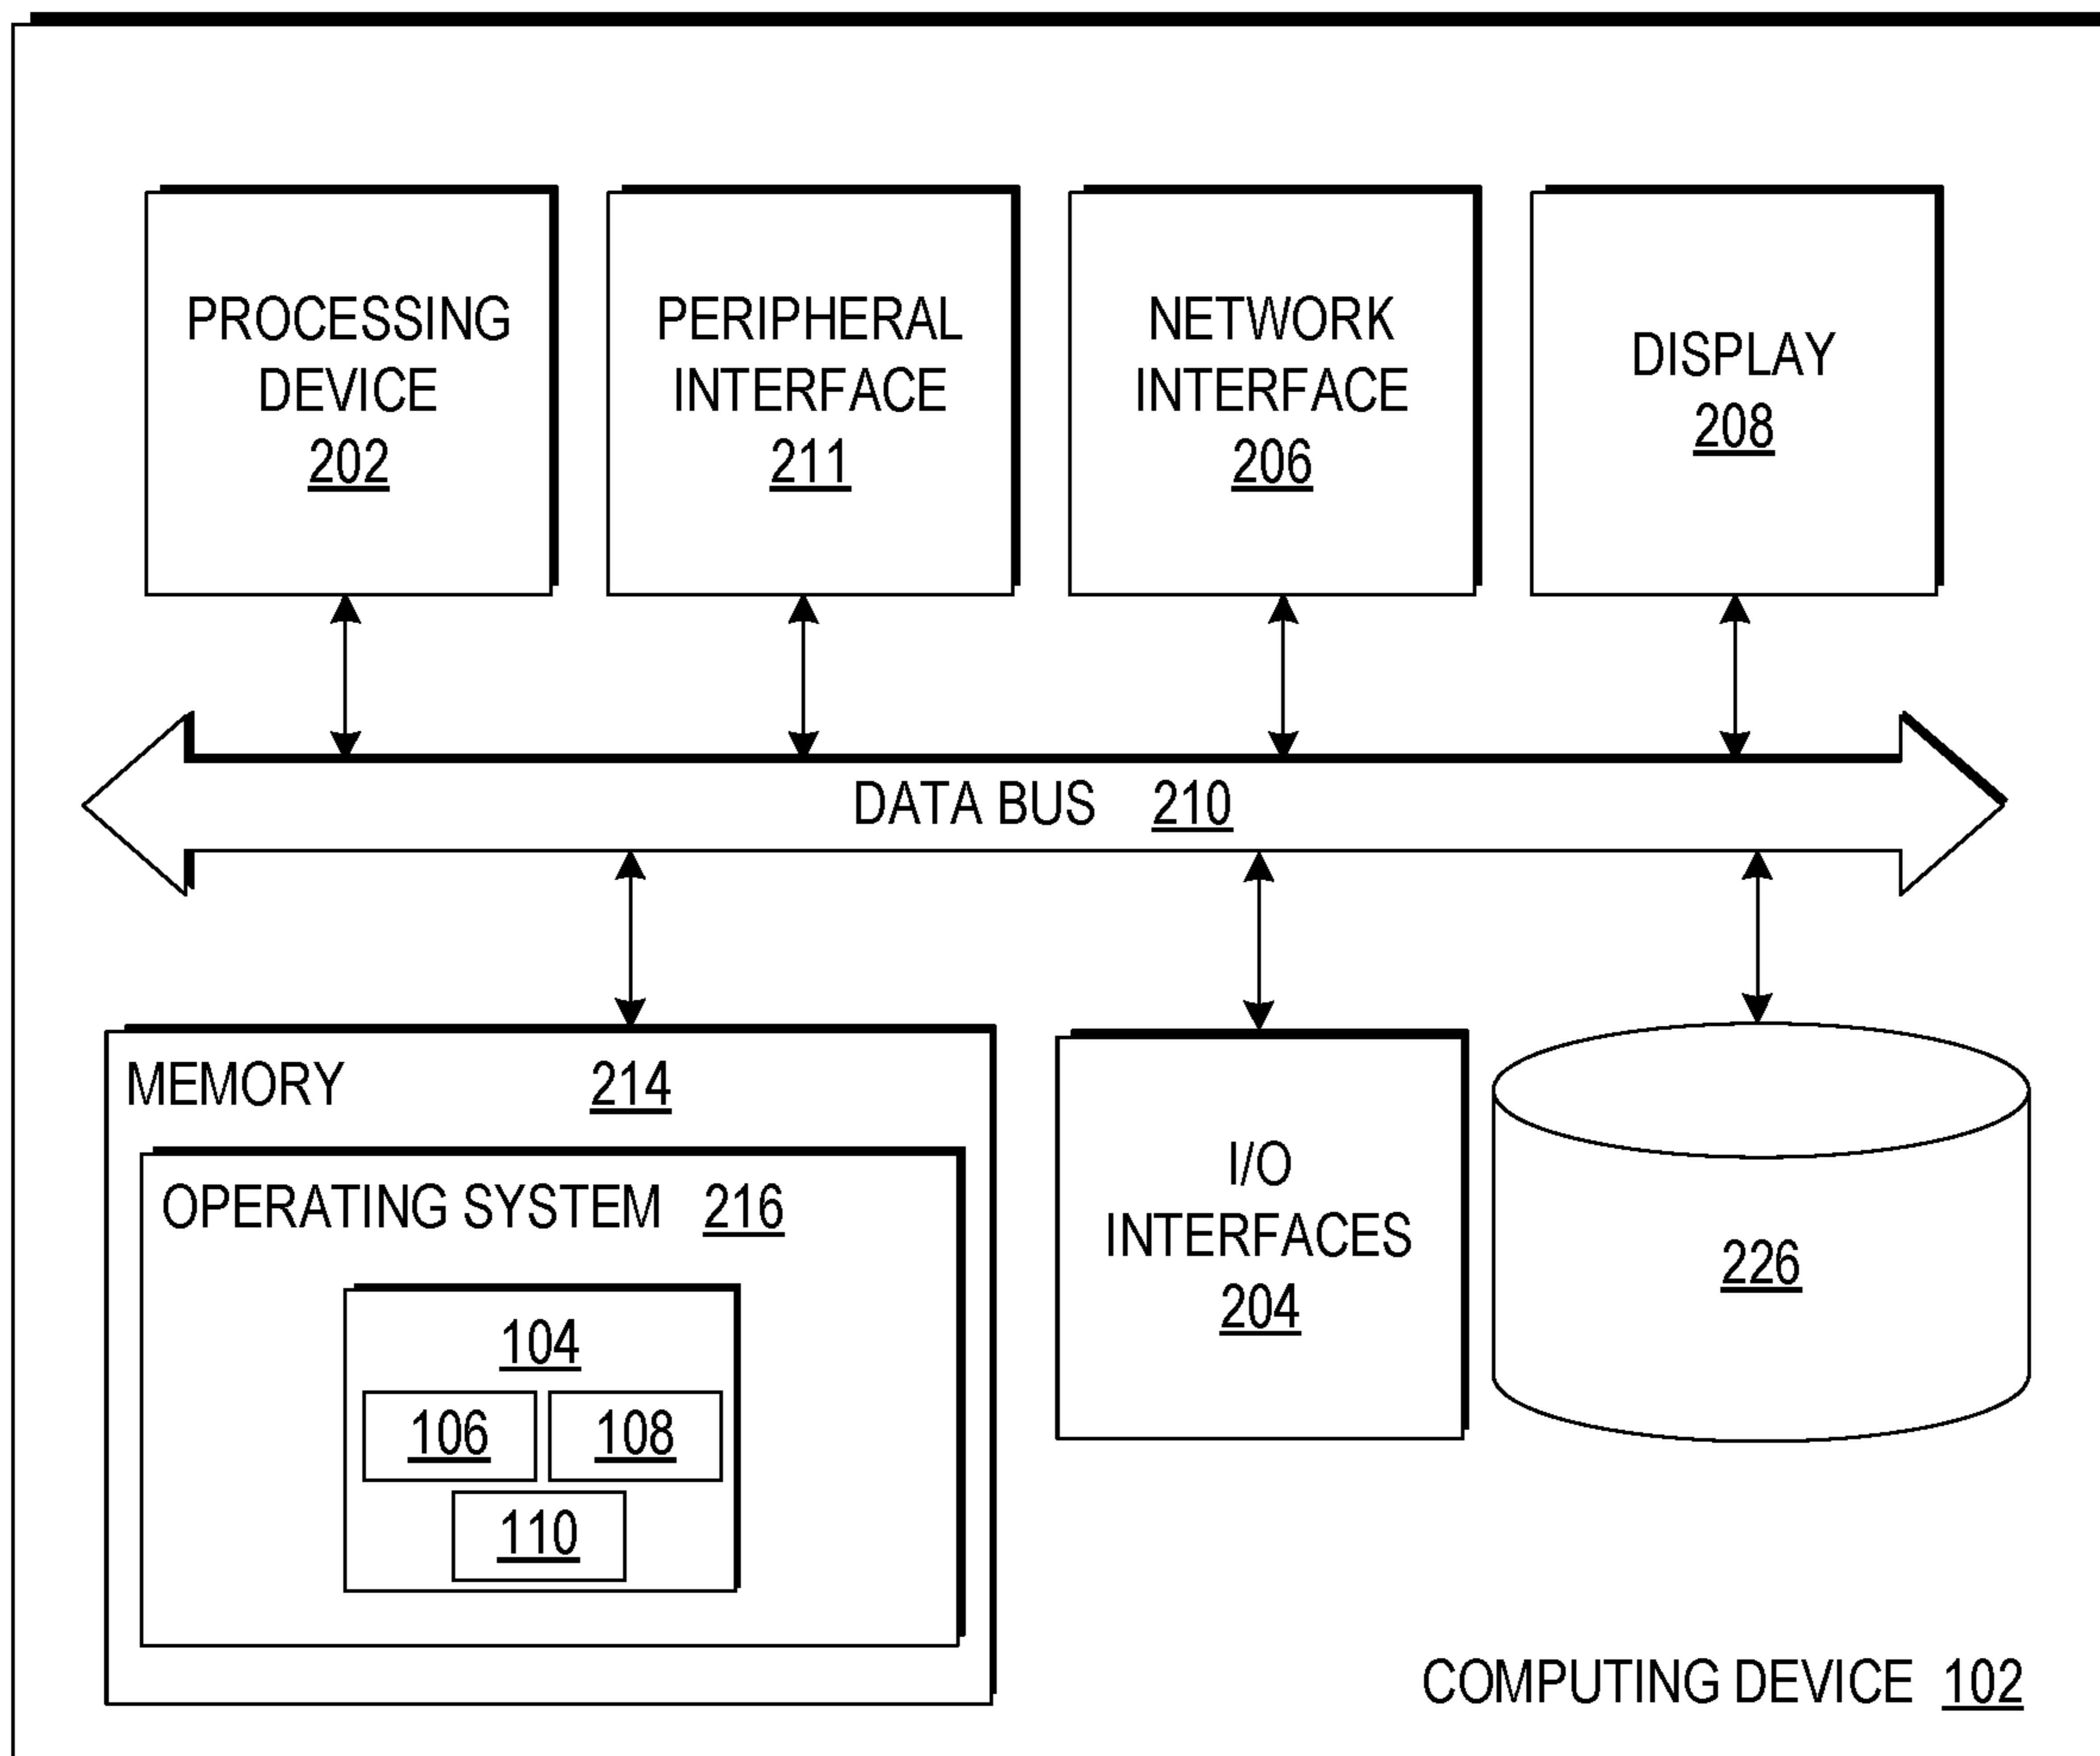 PROCESSING
DEVICE
202
PERIPHERAL
INTERFACE
211
NETWORK
INTERFACE
206
DISPLAY
208
DATA BUS 210
MEMORY 214
OPERATING SYSTEM 216
104
106 108
110
I/O
INTERFACES
204
226
COMPUTING DEVICE 102